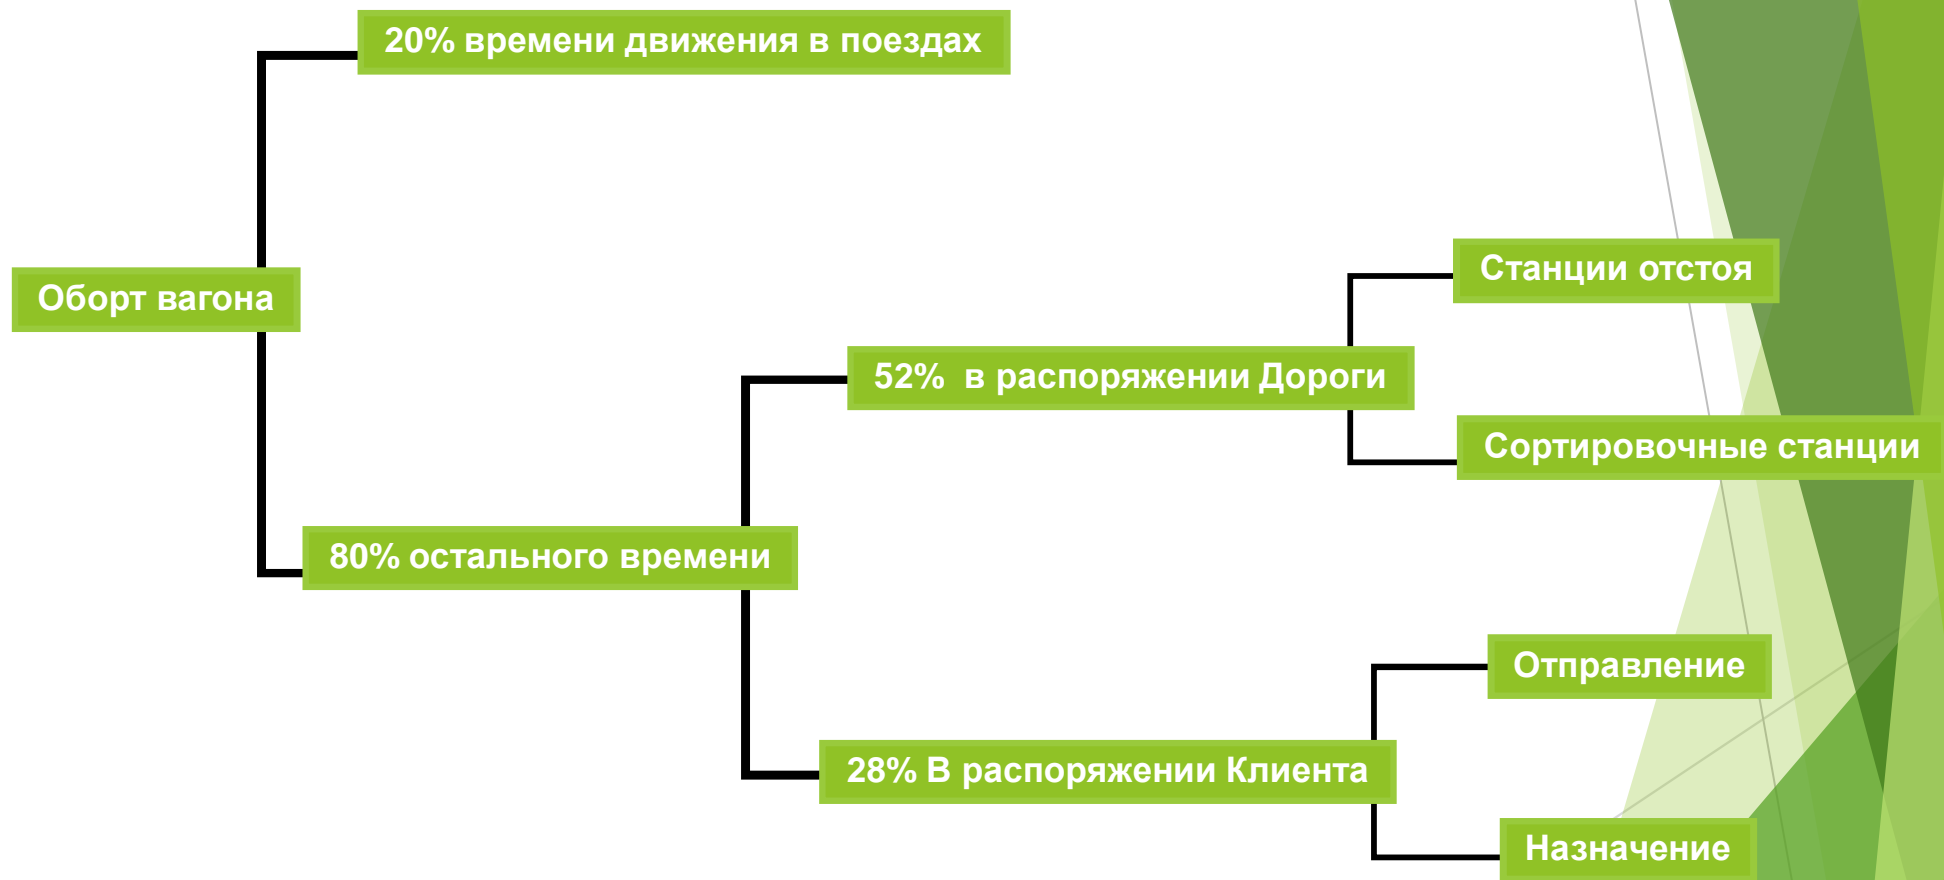 20% времени движения в поездах
Станции отстоя
Оборт вагона
52% в распоряжении Дороги
Сортировочные станции
80% остального времени
Отправление
28% В распоряжении Клиента
Назначение